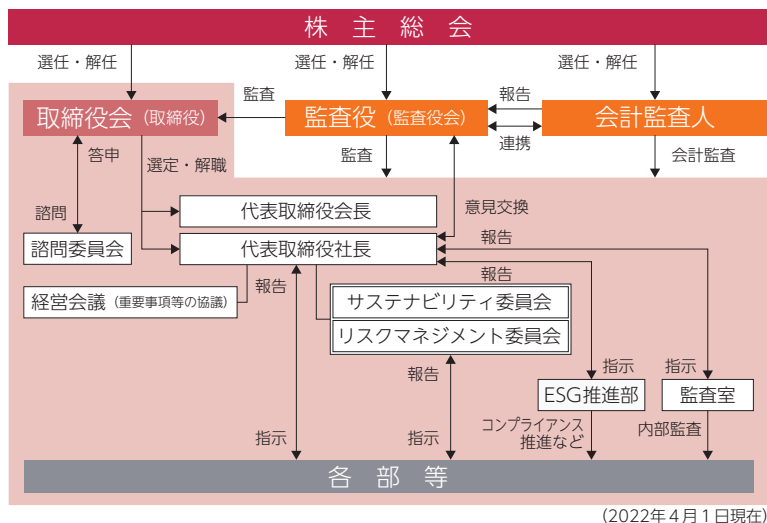 株主総会
選任・解任
選任・解任
選任・解任
取締役会（取締役）
監査
監査役（監査役会）
報告
連携
会計監査人
答申
選定・解職
監査
会計監査
諮問
代表取締役会長
意見交換
諮問委員会
代表取締役社長
報告
報告
経営会議（重要事項等の協議）
報告
サステナビリティ委員会
リスクマネジメント委員会
報告
指示
指示
ESG推進部
監査室
指示
指示
コンプライアンス
推進など
内部監査
各部等
（2022年４月１日現在）